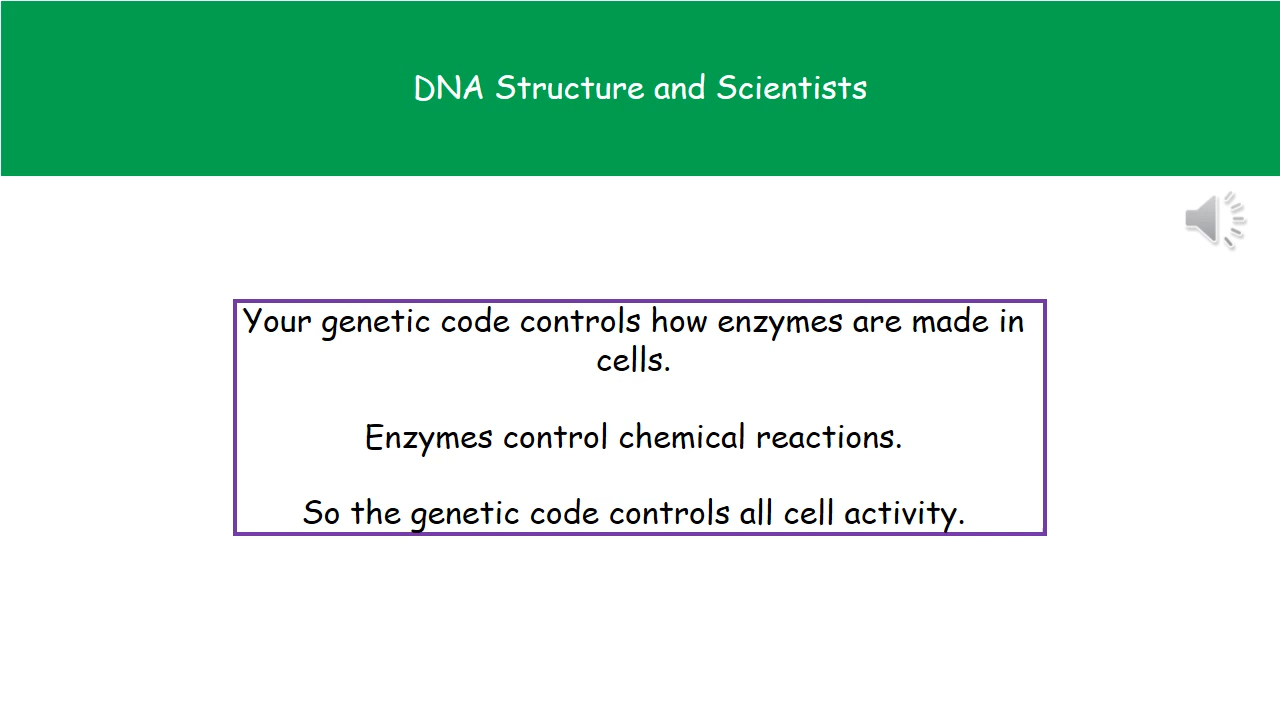 DNA Structure and Scientists
Your genetic code controls how enzymes are made in
cells.
Enzymes control chemical reactions.
So the genetic code controls all cell activity.